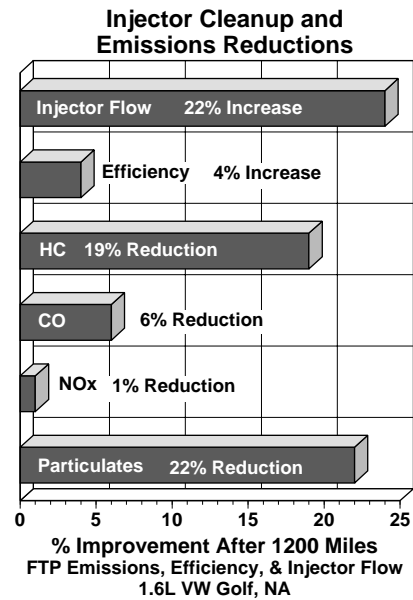 Injector Cleanup and
Emissions Reductions
Injector Flow 22% Increase
Efficiency 4% Increase
HC 19% Reduction
CO 6% Reduction
NOx 1% Reduction
Particulates 22% Reduction
0 5 10 15 20 25
% Improvement After 1200 Miles
FTP Emissions, Efficiency, & Injector Flow
1.6L VW Golf, NA